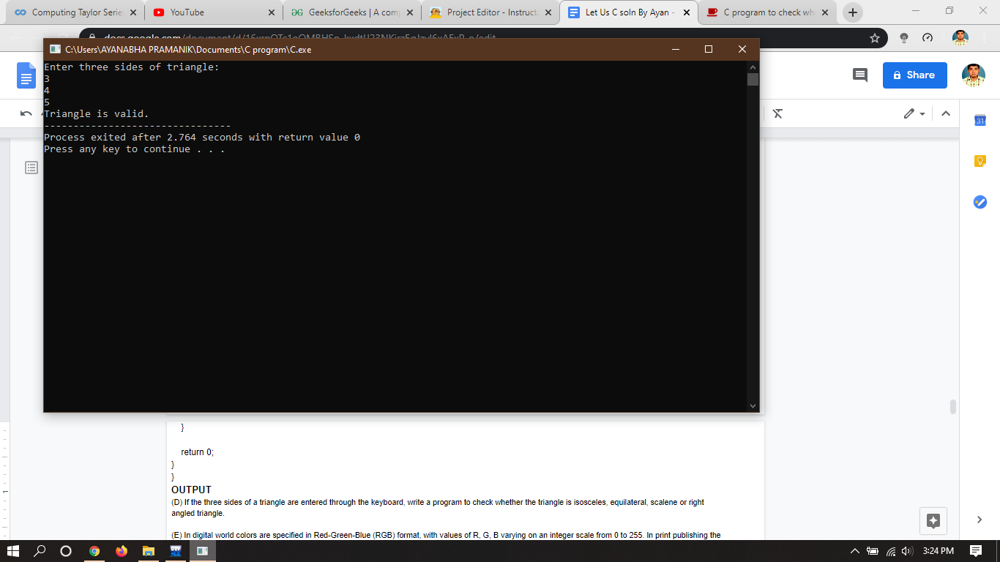 Computing Taylor Serie
YouTube
GeeksforGeeks | A com
Project Editor - Instruct
Let Us C soln By Ayan -
C program to check wh
C:\Users\AYANABHA PRAMANIK\Documents\C program\C.exe
Share
Enter three sides of triangle:
3
4
5
Triangle is valid.
--------------------------------
Process exited after 2.764 seconds with return value 0
Press any key to continue . . .
31
}
return 0;
}
}
OUTPUT
(D) If the three sides of a triangle are entered through the keyboard, write a program to check whether the triangle is isosceles, equilateral, scalene or right
angled triangle.
(E) In digital world colors are specified in Red-Green-Blue (RGB) format, with values of R, G, B varying on an integer scale from 0 to 255. In print publishing the
1
DEV
3:24 PM